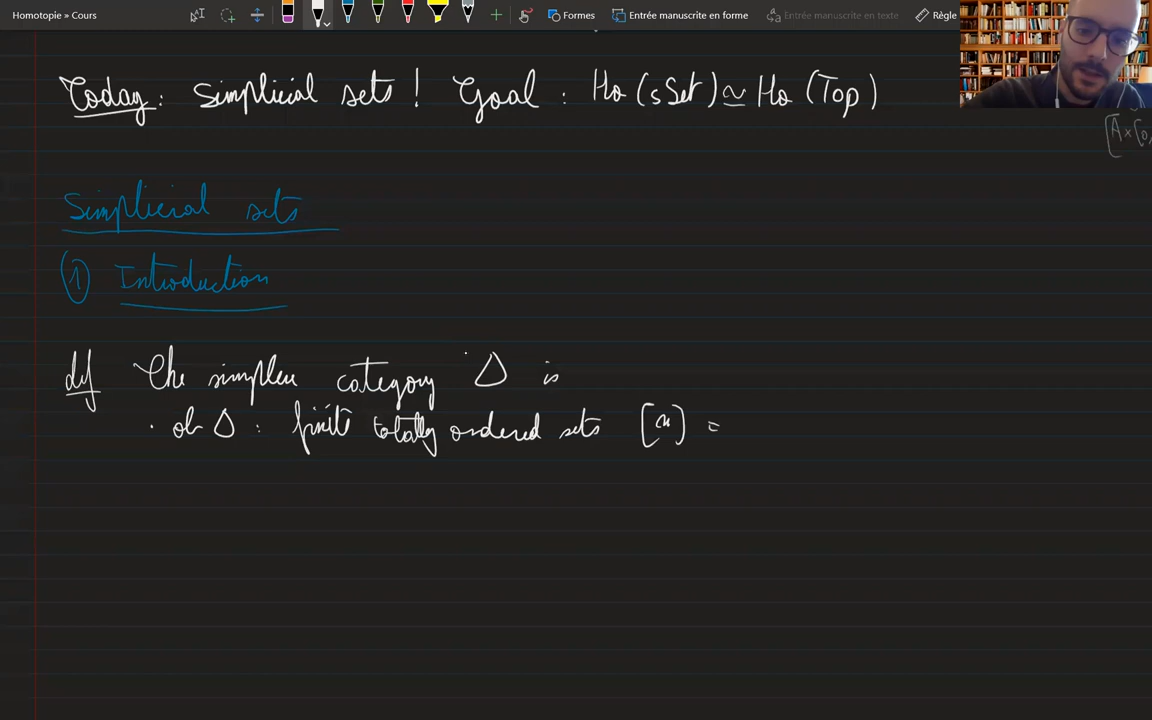 Homotopie » Cours
Formes
Entrée manuscrite en forme
Entrée manuscrite en texte
Règle
Today: Simplicial sets! Goal: Ho(sSet) ≃ Ho(Top)
[A×[0,
Simplicial sets
① Introduction
def The simplex category Δ is
· ob Δ : finite totally ordered sets [n] =